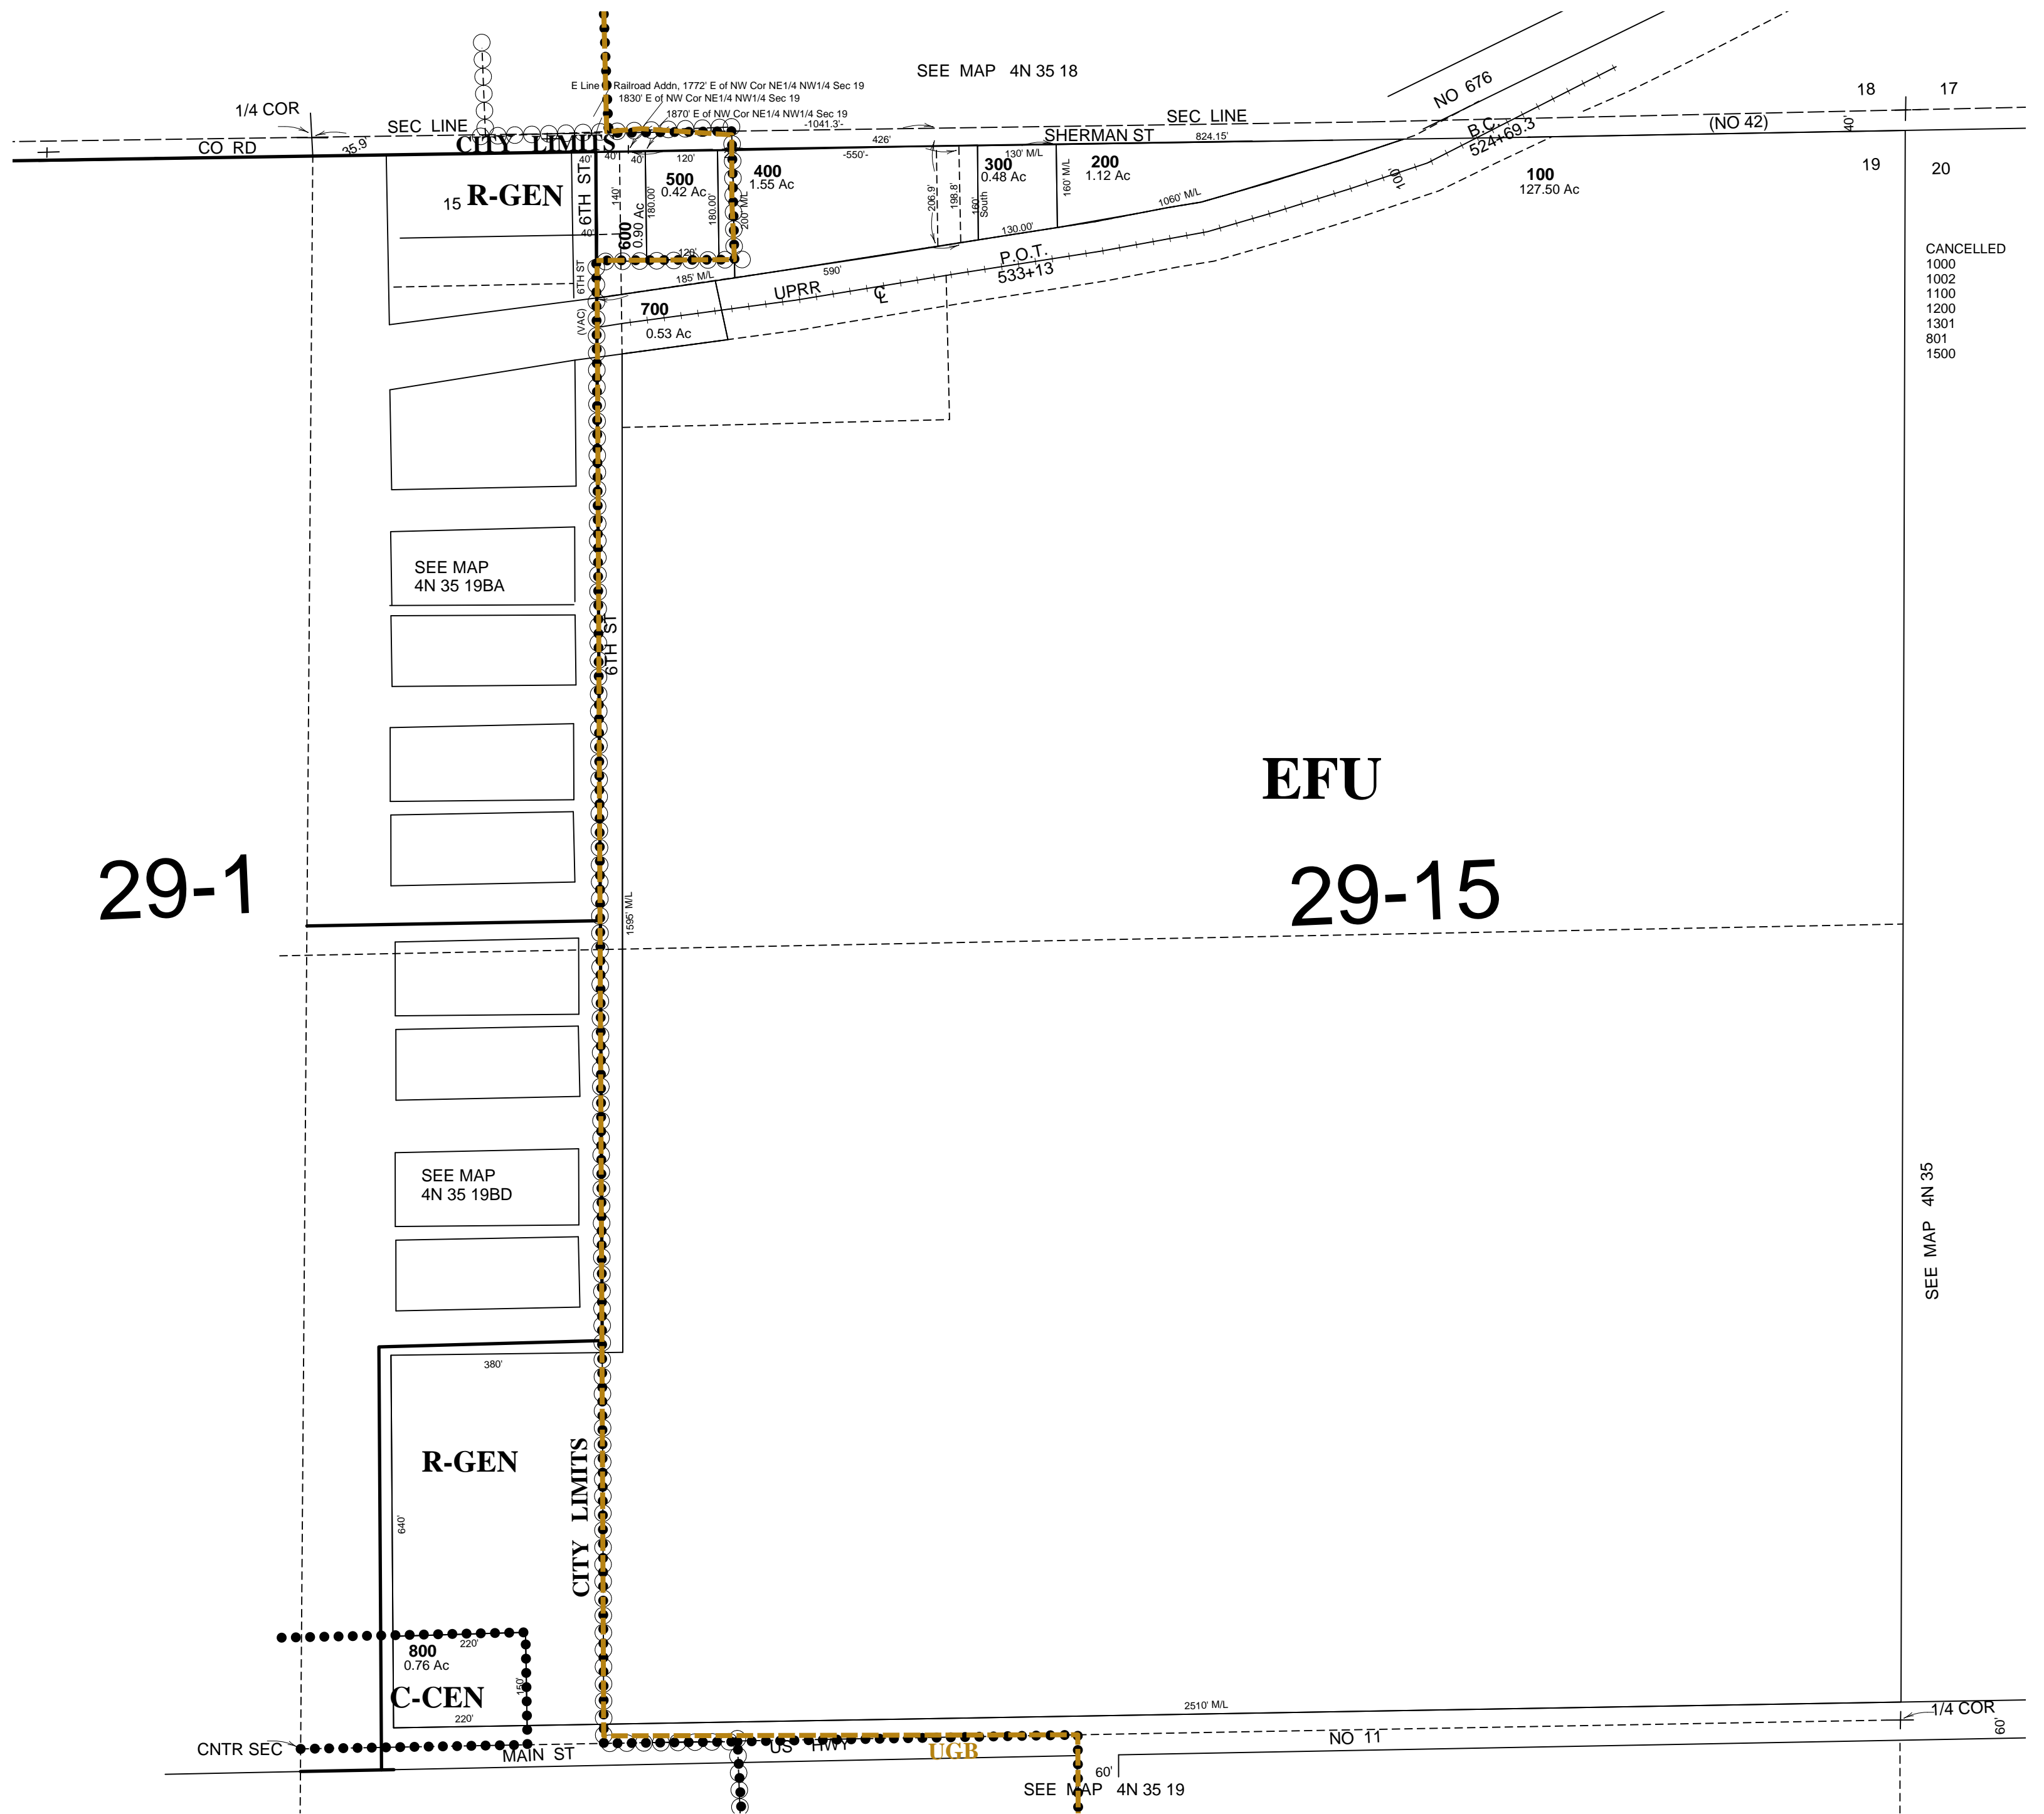 SEE MAP 4N 35 18
E Line Railroad Addn, 1772' E of NW Cor NE1/4 NW1/4 Sec 19
1830' E of NW Cor NE1/4 NW1/4 Sec 19
1870' E of NW Cor NE1/4 NW1/4 Sec 19
NO 676
18
17
1/4 COR
SEC LINE
-1041.3'-
SEC LINE
(NO 42)
40'
CO RD
35.9
CITY LIMITS
426'
SHERMAN ST
824.15'
B.C.
524+69.3
40'
40'
40'
120'
-550'-
130' M/L
19
20
15
R-GEN
6TH ST
140'
180.00'
500
0.42 Ac
180.00'
200' M/L
400
1.55 Ac
206.9'
198.8'
160'
South
300
0.48 Ac
160' M/L
200
1.12 Ac
1060' M/L
100'
100
127.50 Ac
40'
600
0.90 Ac
120'
130.00'
CANCELLED
1000
1002
1100
1200
1301
801
1500
6TH ST
(VAC)
185' M/L
590'
P.O.T.
533+13
UPRR
CL
700
0.53 Ac
SEE MAP
4N 35 19BA
6TH ST
EFU
29-1
29-15
1595' M/L
SEE MAP
4N 35 19BD
SEE MAP 4N 35
380'
R-GEN
CITY LIMITS
640'
220'
800
0.76 Ac
150'
C-CEN
220'
2510' M/L
1/4 COR
60'
CNTR SEC
MAIN ST
US HWY
UGB
NO 11
60'
SEE MAP 4N 35 19